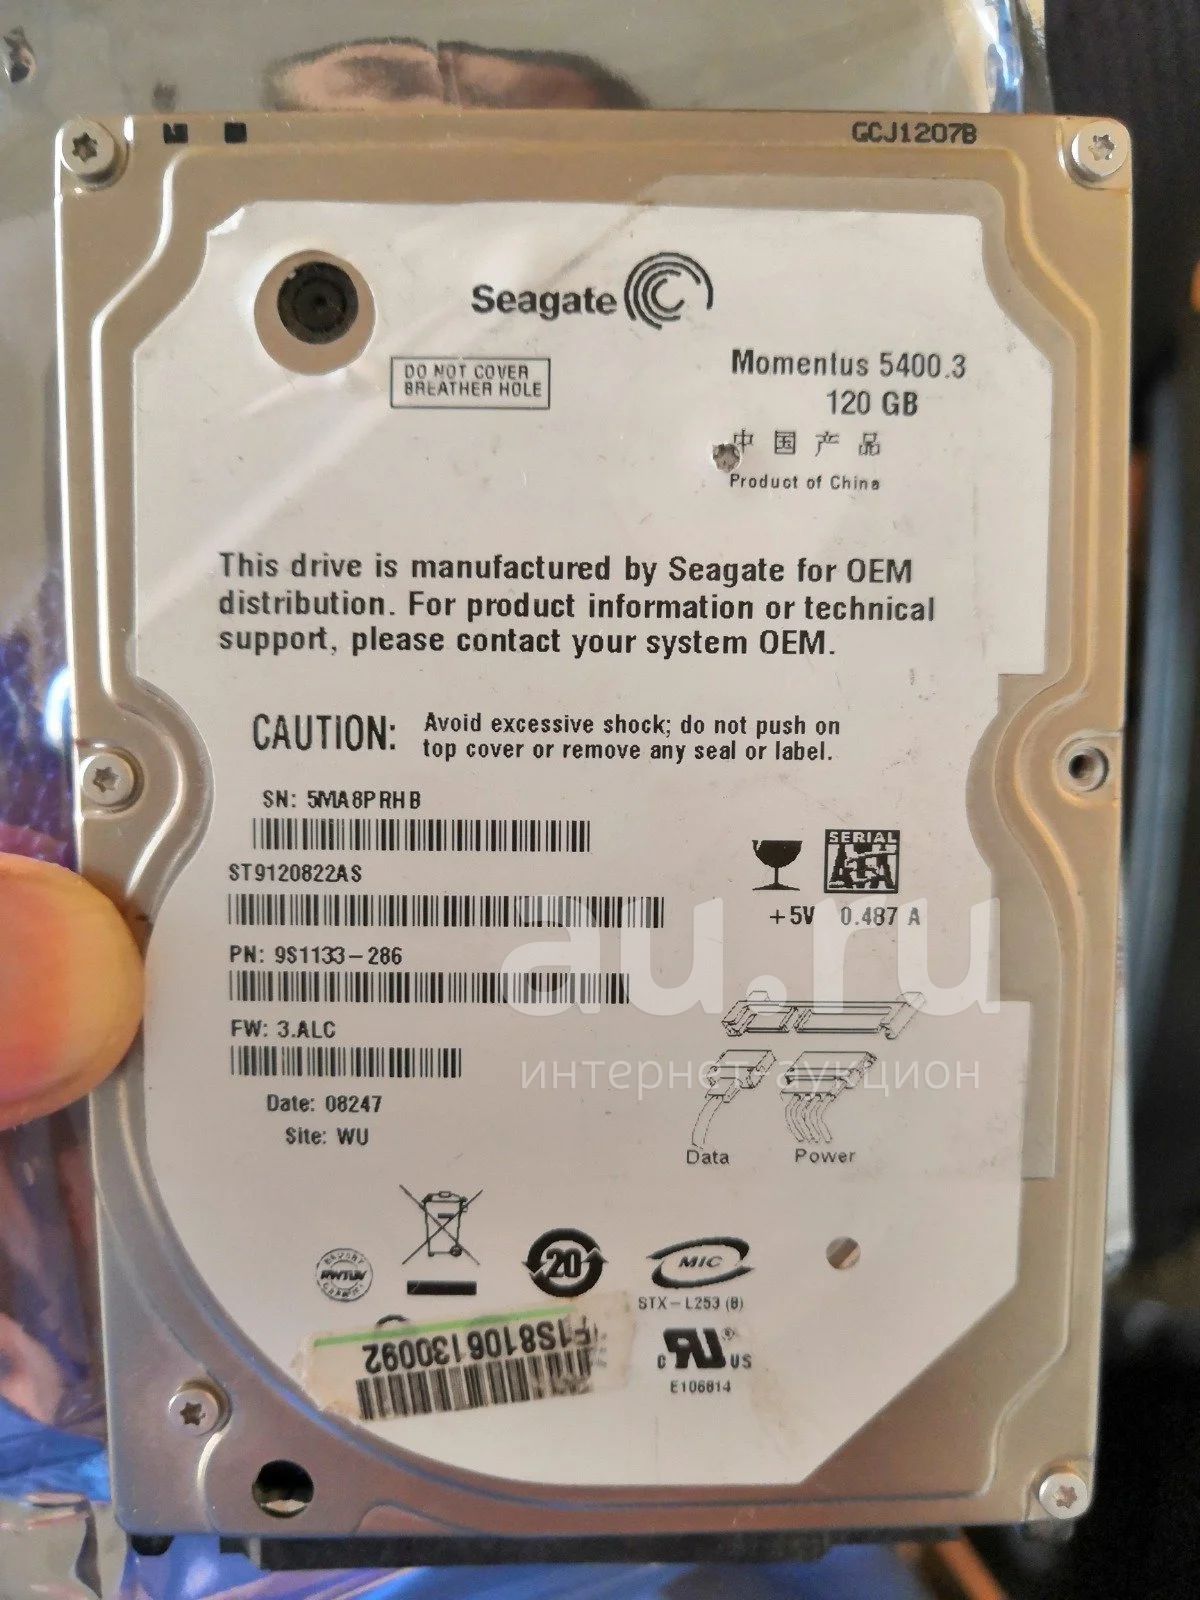 GCJ1207B
Seagate
DO NOT COVER
BREATHER HOLE
Momentus 5400.3
120 GB
中国产品
Product of China
This drive is manufactured by Seagate for OEM
distribution. For product information or technical
support, please contact your system OEM.
CAUTION: Avoid excessive shock; do not push on
top cover or remove any seal or label.
SN: 5MA8PRHB
ST9120822AS
SERIAL
ATA
+5V 0.487 A
PN: 9S1133-286
au.ru
FW: 3.ALC
интернет-аукцион
Date: 08247
Site: WU
Data
Power
20
MIC
RWTUV
STX-L253 (B)
F1S8106130092
C US
E106814